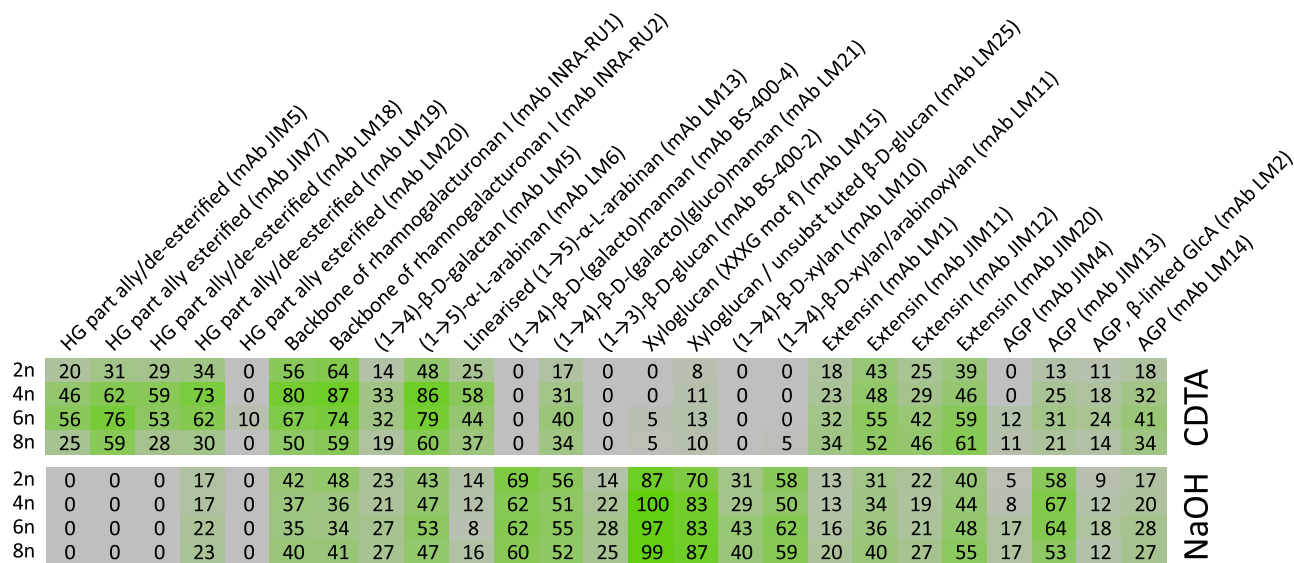 HG part ally/de-esterified (mAb JIM5)
HG part ally esterified (mAb JIM7)
HG part ally/de-esterified (mAb LM18)
HG part ally/de-esterified (mAb LM19)
HG part ally esterified (mAb LM20)
Backbone of rhamnogalacturonan I (mAb INRA-RU1)
Backbone of rhamnogalacturonan I (mAb INRA-RU2)
(1→4)-β-D-galactan (mAb LM5)
(1→5)-α-L-arabinan (mAb LM6)
Linearised (1→5)-α-L-arabinan (mAb LM13)
(1→4)-β-D-(galacto)mannan (mAb BS-400-4)
(1→4)-β-D-(galacto)(gluco)mannan (mAb LM21)
(1→3)-β-D-glucan (mAb BS-400-2)
Xyloglucan (XXXG mot f) (mAb LM15)
Xyloglucan / unsubst tuted β-D-glucan (mAb LM25)
(1→4)-β-D-xylan (mAb LM10)
(1→4)-β-D-xylan/arabinoxylan (mAb LM11)
Extensin (mAb LM1)
Extensin (mAb JIM11)
Extensin (mAb JIM12)
Extensin (mAb JIM20)
AGP (mAb JIM4)
AGP (mAb JIM13)
AGP, β-linked GlcA (mAb LM2)
AGP (mAb LM14)
2n 20 31 29 34 0 56 64 14 48 25 0 17 0 0 8 0 0 18 43 25 39 0 13 11 18
4n 46 62 59 73 0 80 87 33 86 58 0 31 0 0 11 0 0 23 48 29 46 0 25 18 32
6n 56 76 53 62 10 67 74 32 79 44 0 40 0 5 13 0 0 32 55 42 59 12 31 24 41
8n 25 59 28 30 0 50 59 19 60 37 0 34 0 5 10 0 5 34 52 46 61 11 21 14 34
CDTA
2n 0 0 0 17 0 42 48 23 43 14 69 56 14 87 70 31 58 13 31 22 40 5 58 9 17
4n 0 0 0 17 0 37 36 21 47 12 62 51 22 100 83 29 50 13 34 19 44 8 67 12 20
6n 0 0 0 22 0 35 34 27 53 8 62 55 28 97 83 43 62 16 36 21 48 17 64 18 28
8n 0 0 0 23 0 40 41 27 47 16 60 52 25 99 87 40 59 20 40 27 55 17 53 12 27
NaOH